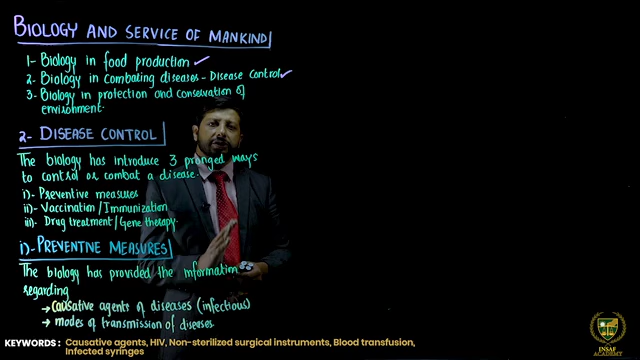 BIOLOGY AND SERVICE OF MANKIND
1- Biology in food production ✓
2- Biology in Combating diseases - Disease Control ✓
3- Biology in protection and conservation of
environment.
2- DISEASE CONTROL
The biology has introduce 3 pronged ways
to control or combat a disease.
i)- Preventive measures
ii)- Vaccination/Immunization
iii)- Drug treatment/Gene therapy.
i)- PREVENTIVE MEASURES
The biology has provided the information
regarding
→ Causative agents of diseases (infectious)
→ modes of transmission of diseases
KEYWORDS : Causative agents, HIV, Non-sterilized surgical instruments, Blood transfusion,
Infected syringes
INSAF
ACADEMY